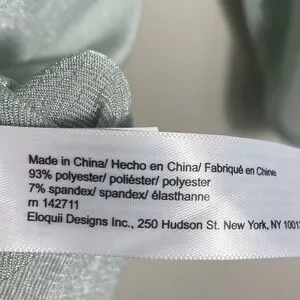 Made in China/ Hecho en China/ Fabriqué en Chine
93% polyester/ poliéster/ polyester
7% spandex/ spandex/ élasthanne
rn 142711
Eloquii Designs Inc., 250 Hudson St. New York, NY